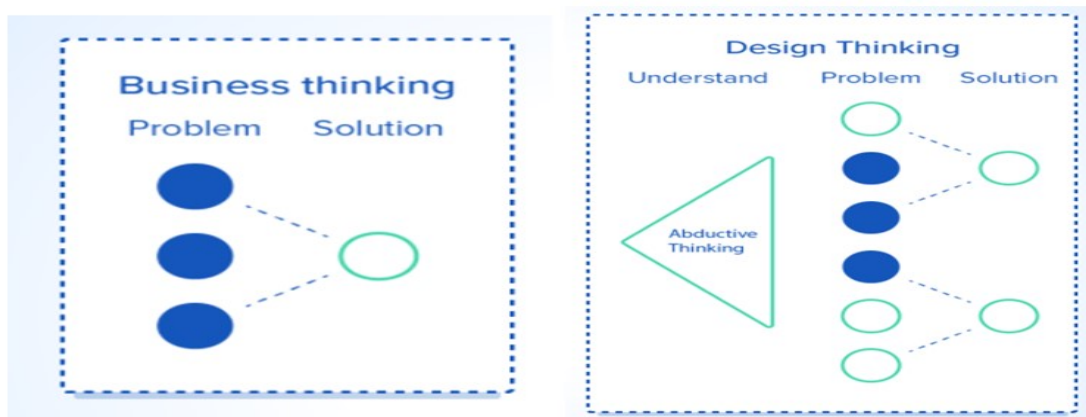 Business thinking
Problem Solution
Design Thinking
Understand Problem Solution
Abductive
Thinking